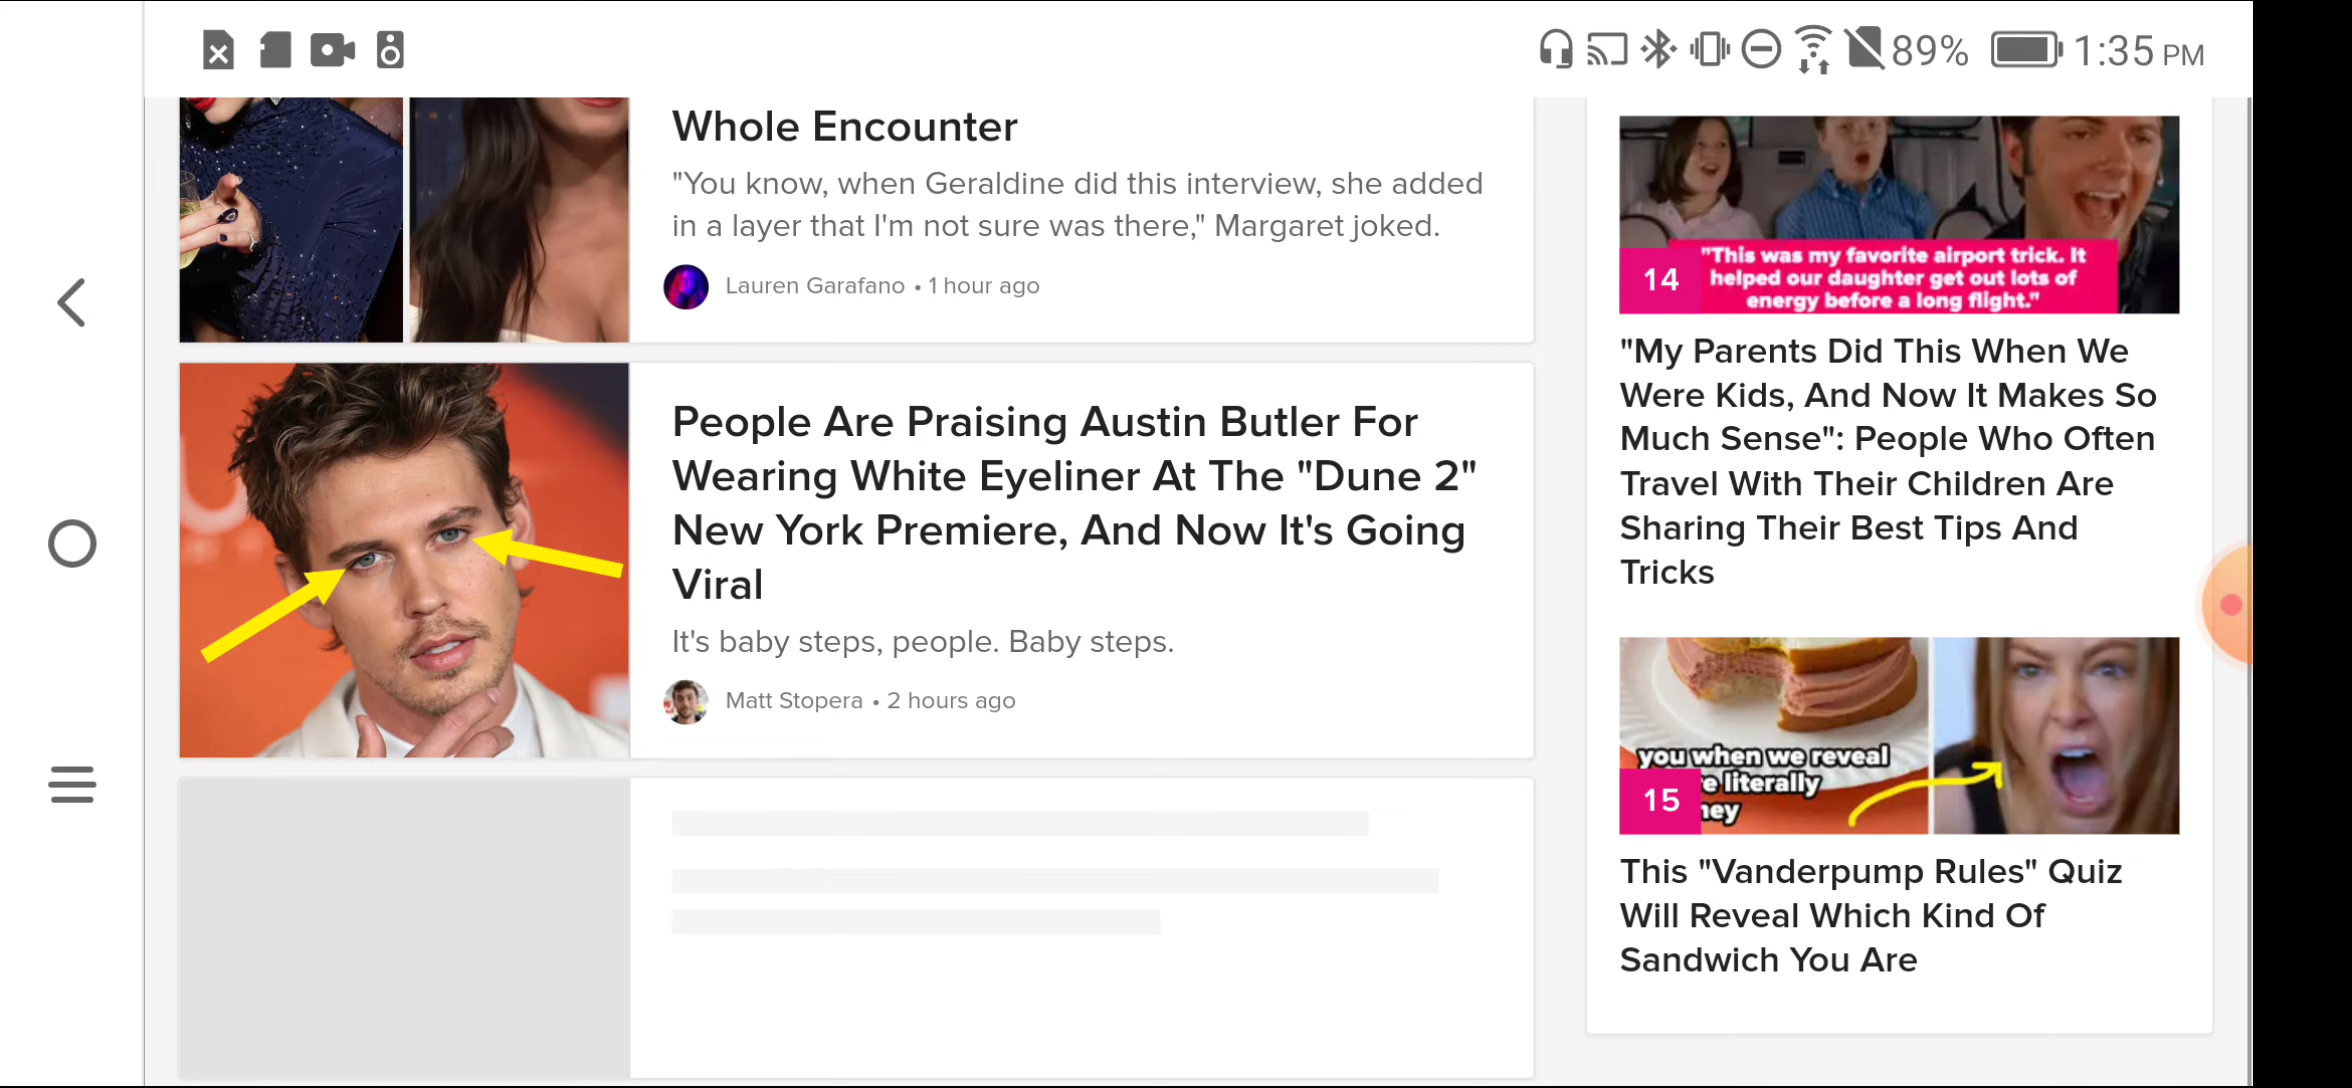 89% 1:35 PM
Whole Encounter
"You know, when Geraldine did this interview, she added
in a layer that I'm not sure was there," Margaret joked.
Lauren Garafano • 1 hour ago
People Are Praising Austin Butler For
Wearing White Eyeliner At The "Dune 2"
New York Premiere, And Now It's Going
Viral
It's baby steps, people. Baby steps.
Matt Stopera • 2 hours ago
"This was my favorite airport trick. It
helped our daughter get out lots of
energy before a long flight."
14
"My Parents Did This When We
Were Kids, And Now It Makes So
Much Sense": People Who Often
Travel With Their Children Are
Sharing Their Best Tips And
Tricks
you when we reveal
literally
15
This "Vanderpump Rules" Quiz
Will Reveal Which Kind Of
Sandwich You Are